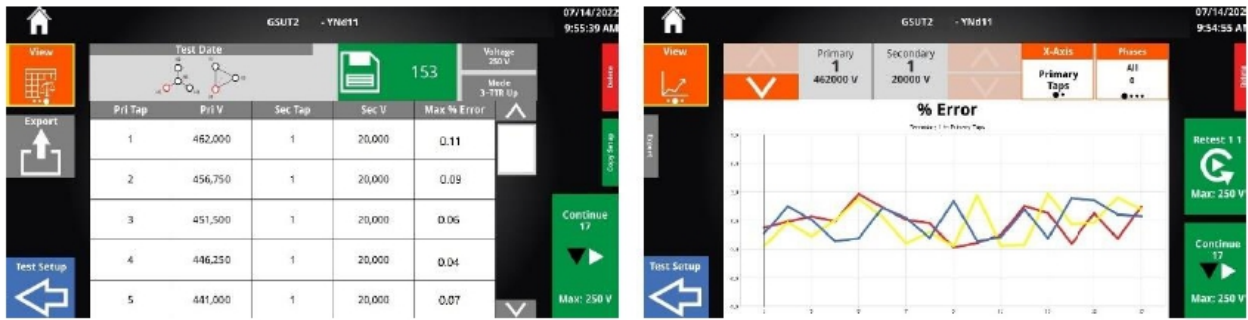 GSUT2 - YNd11
07/14/2022
9:55:39 AM
View
Test Date
153
Voltage
250 V
Mode
3-TTR Up
Delete
Export
Pri Tap Pri V Sec Tap Sec V Max % Error
1 462,000 1 20,000 0.11
2 456,750 1 20,000 0.09
3 451,500 1 20,000 0.06
4 446,250 1 20,000 0.04
5 441,000 1 20,000 0.07
Copy Setup
Continue
17
Max: 250 V
Test Setup
GSUT2 - YNd11
07/14/202
9:54:55 A
View
Primary
1
462000 V
Secondary
1
20000 V
X-Axis
Primary
Taps
Phases
All
Delete
Export
% Error
Retest 1 1
Max: 250 V
Continue
17
Max: 250 V
Test Setup